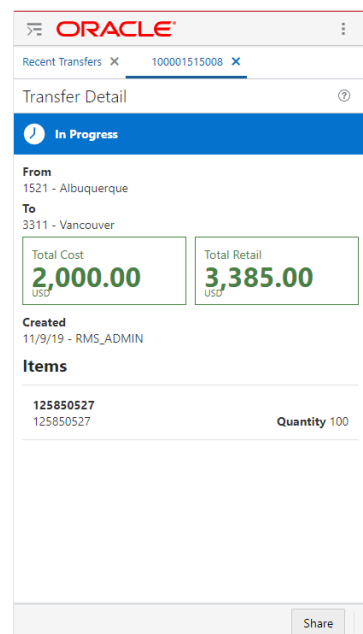 ORACLE
Recent Transfers X 100001515008 X
Transfer Detail ?
In Progress
From
1521 - Albuquerque
To
3311 - Vancouver
Total Cost
2,000.00
USD
Total Retail
3,385.00
USD
Created
11/9/19 - RMS_ADMIN
Items
125850527
125850527 Quantity 100
Share